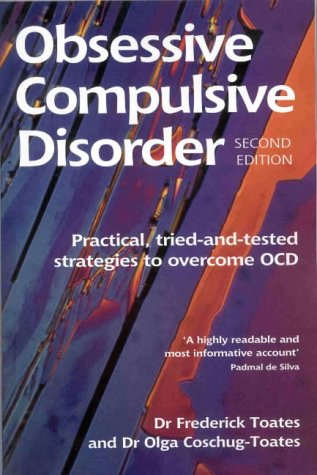 Obsessive
Compulsive
Disorder SECOND
EDITION
Practical, tried-and-tested
strategies to overcome OCD
‘A highly readable and
most informative account’
Padmal de Silva
Dr Frederick Toates
and Dr Olga Coschug-Toates